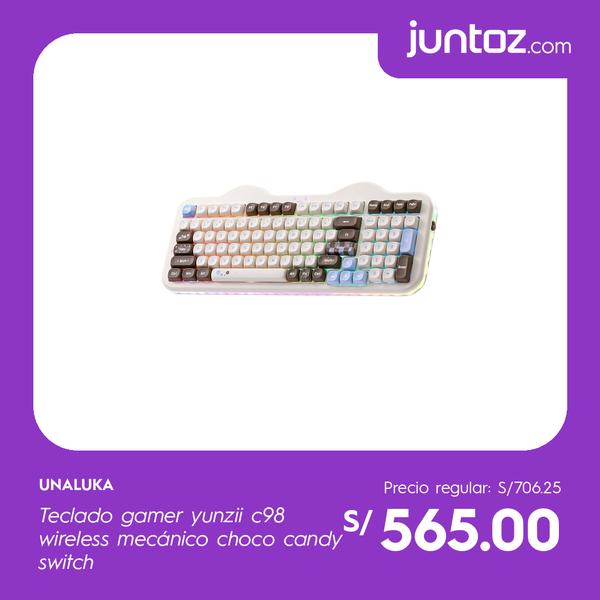 juntoz.com
UNALUKA
Teclado gamer yunzii c98
wireless mecánico choco candy
switch
Precio regular: S/706.25
S/ 565.00